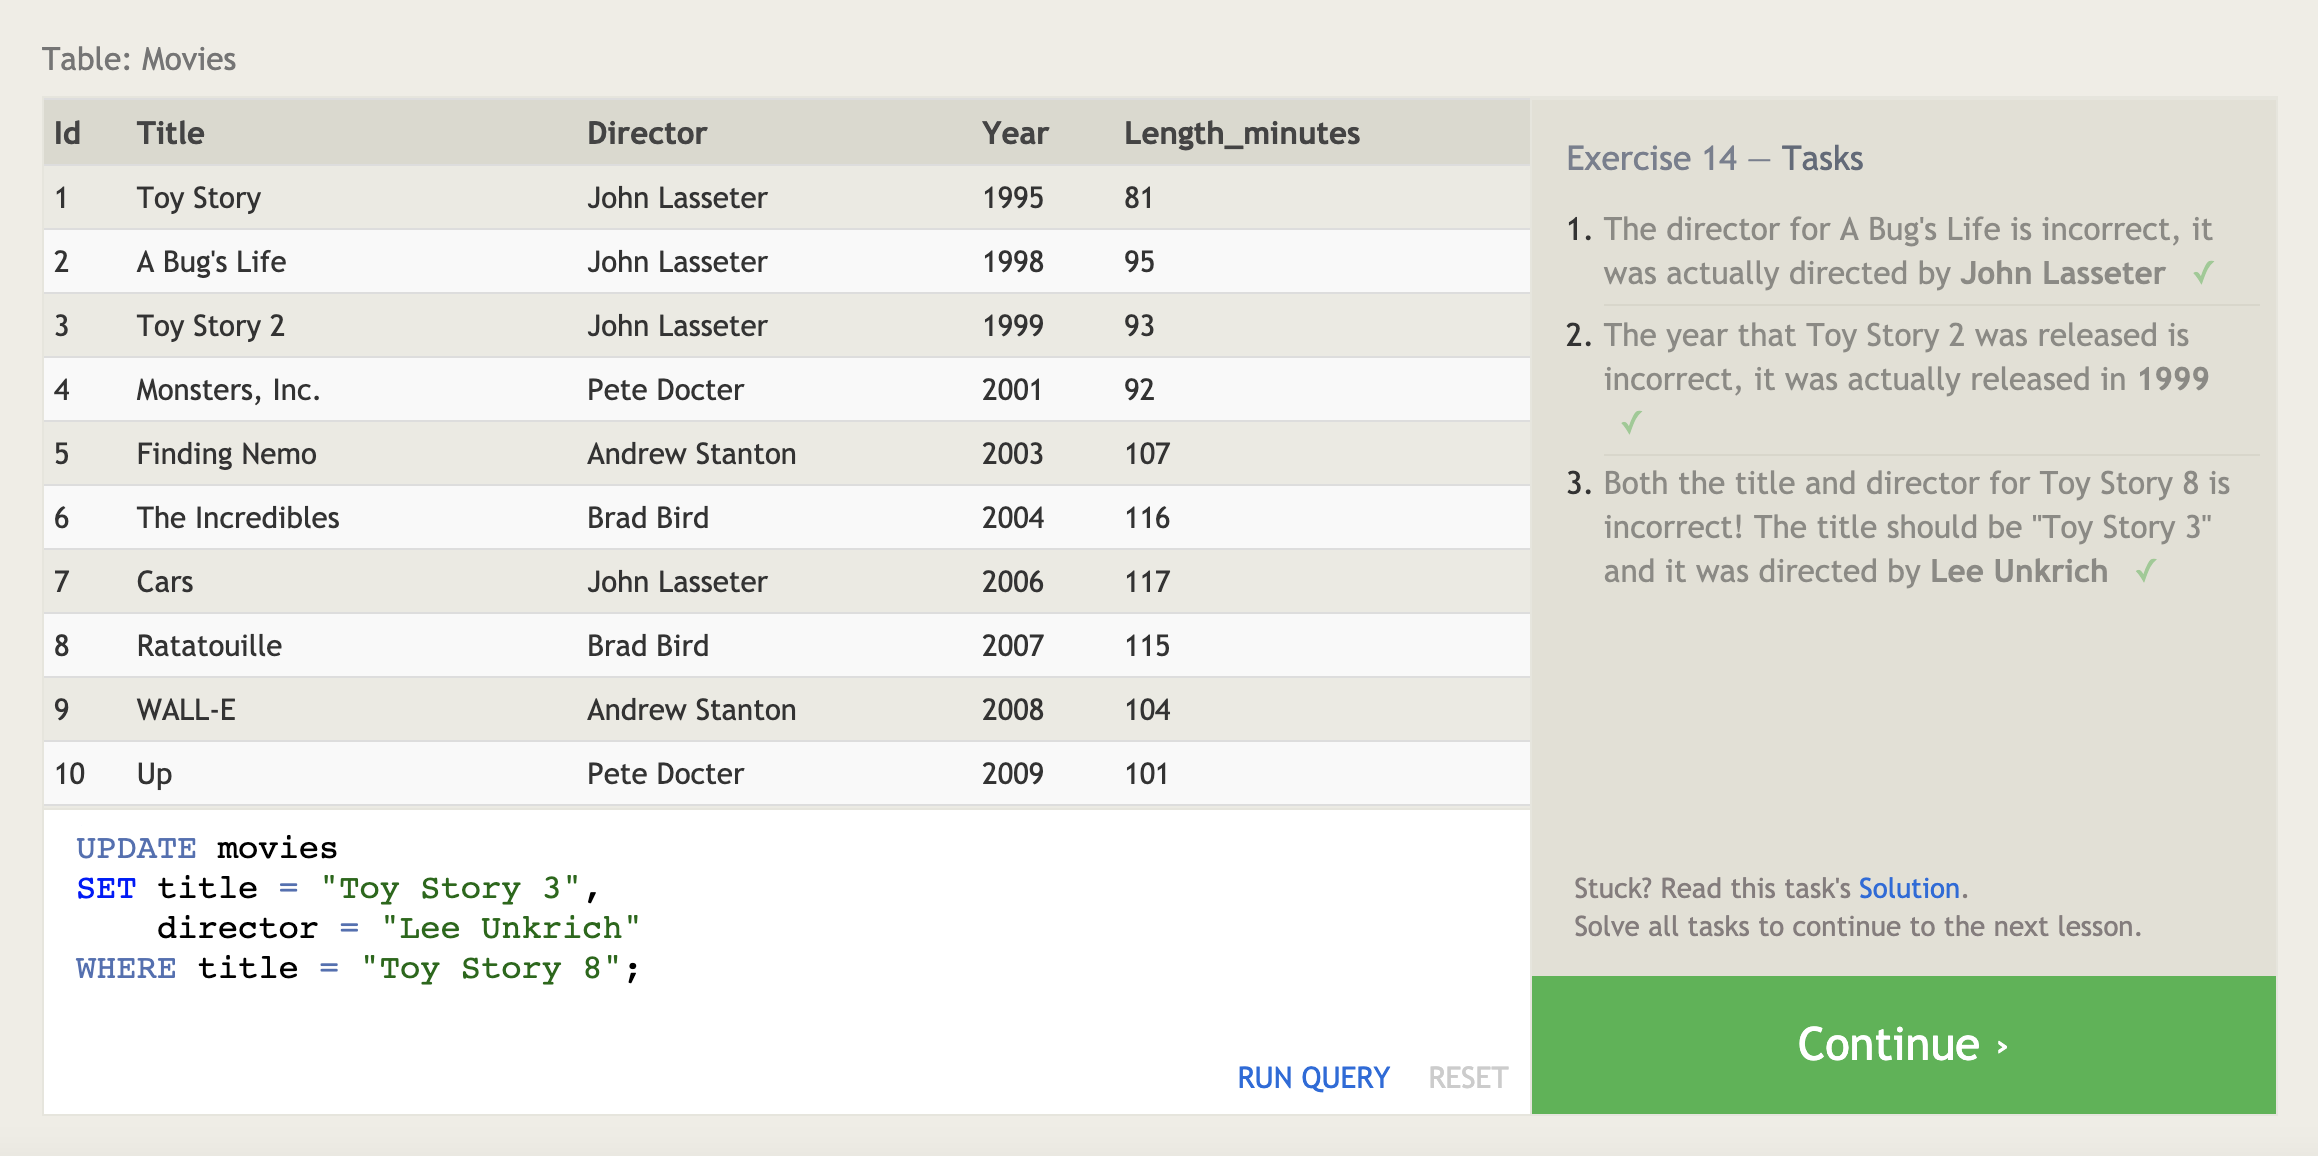 Table: Movies
Id Title Director Year Length_minutes
1 Toy Story John Lasseter 1995 81
2 A Bug's Life John Lasseter 1998 95
3 Toy Story 2 John Lasseter 1999 93
4 Monsters, Inc. Pete Docter 2001 92
5 Finding Nemo Andrew Stanton 2003 107
6 The Incredibles Brad Bird 2004 116
7 Cars John Lasseter 2006 117
8 Ratatouille Brad Bird 2007 115
9 WALL-E Andrew Stanton 2008 104
10 Up Pete Docter 2009 101
UPDATE movies
SET title = "Toy Story 3",
    director = "Lee Unkrich"
WHERE title = "Toy Story 8";
RUN QUERY RESET
Exercise 14 — Tasks
1. The director for A Bug's Life is incorrect, it
was actually directed by John Lasseter ✓
2. The year that Toy Story 2 was released is
incorrect, it was actually released in 1999
✓
3. Both the title and director for Toy Story 8 is
incorrect! The title should be "Toy Story 3"
and it was directed by Lee Unkrich ✓
Stuck? Read this task's Solution.
Solve all tasks to continue to the next lesson.
Continue ›